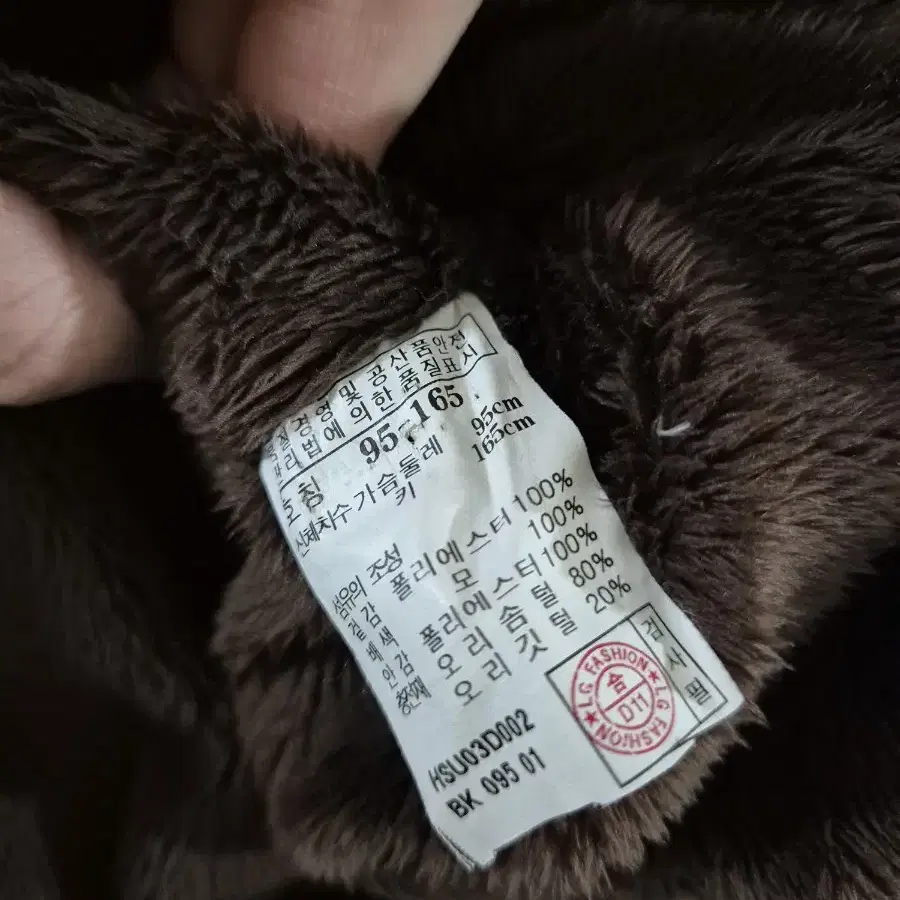 품질경영 및 공산품안전
관리법에 의한 품질표시
호칭 95-165
신체치수 가슴둘레 95cm
키 165cm
섬유의 조성
겉감 폴리에스터 100%
배색 모 100%
안감 폴리에스터 100%
충전재 오리 솜털 80%
오리 깃털 20%
검사필
LG FASHION
합
D11
LG FASHION
HSU03D002
BK 095 01